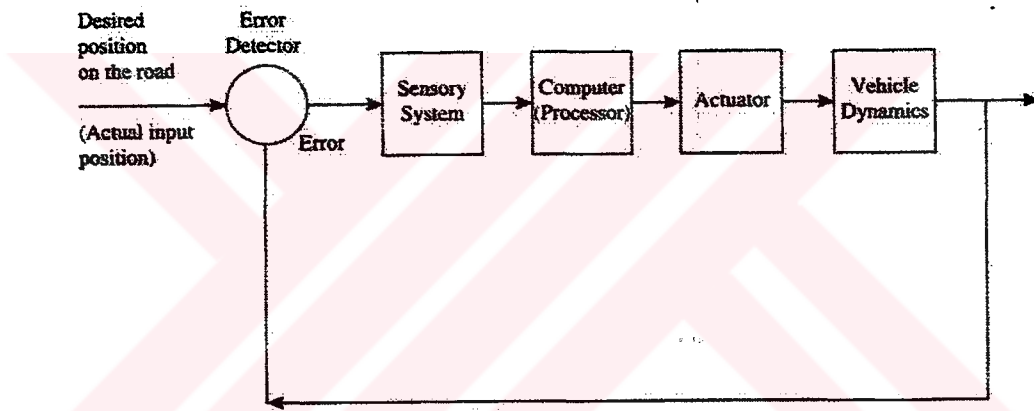 Desired
position
on the road
(Actual input
position)
Error
Detector
Error
Sensory
System
Computer
(Processor)
Actuator
Vehicle
Dynamics